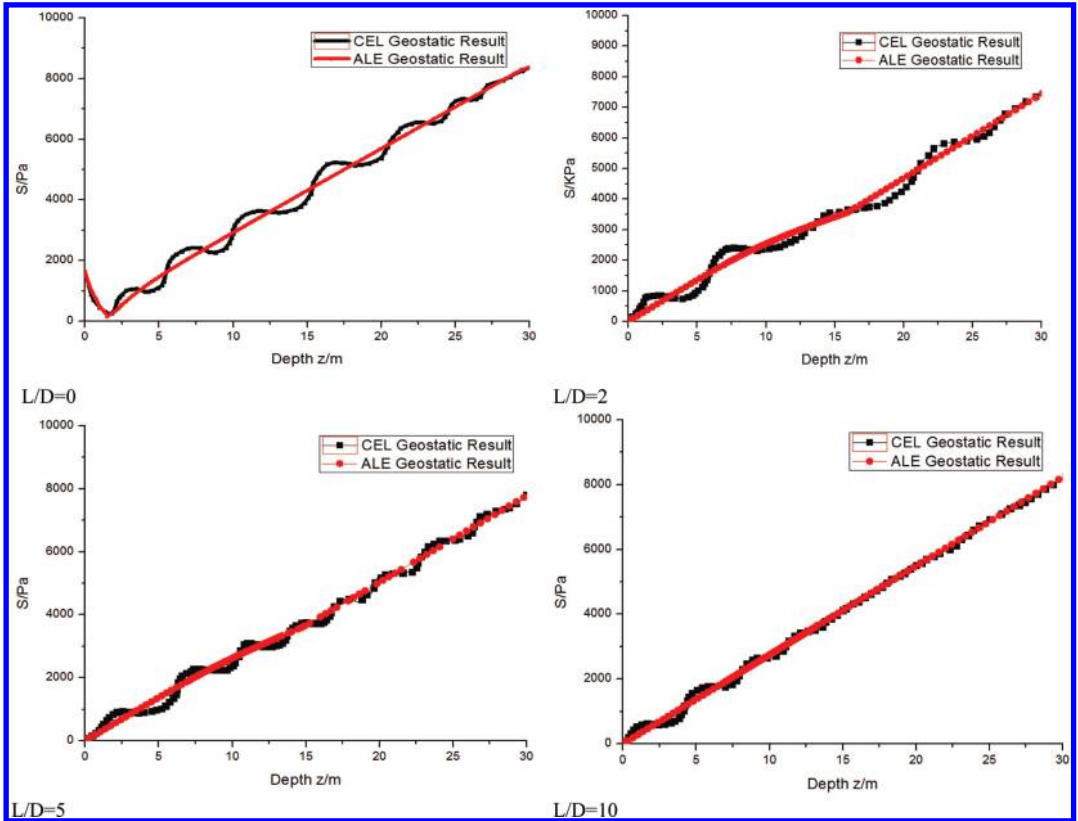 10000
8000
6000
4000
2000
0
S/Pa
CEL Geostatic Result
ALE Geostatic Result
0 5 10 15 20 25 30
Depth z/m
L/D=0
10000
9000
8000
7000
6000
5000
4000
3000
2000
1000
0
S/KPa
CEL Geostatic Result
ALE Geostatic Result
0 5 10 15 20 25 30
Depth z/m
L/D=2
10000
8000
6000
4000
2000
0
S/Pa
CEL Geostatic Result
ALE Geostatic Result
0 5 10 15 20 25 30
Depth z/m
L/D=5
10000
8000
6000
4000
2000
0
S/Pa
CEL Geostatic Result
ALE Geostatic Result
0 5 10 15 20 25 30
Depth z/m
L/D=10